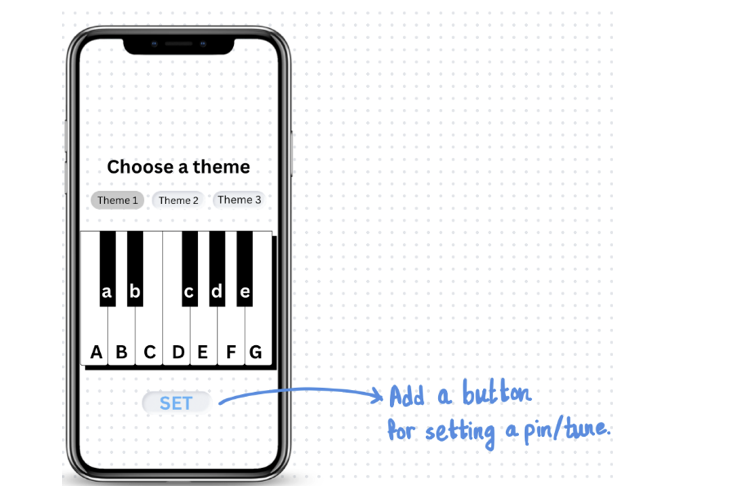 Choose a theme
Theme 1 Theme 2 Theme 3
a b c d e
A B C D E F G
SET
Add a button
for setting a pin/tune.